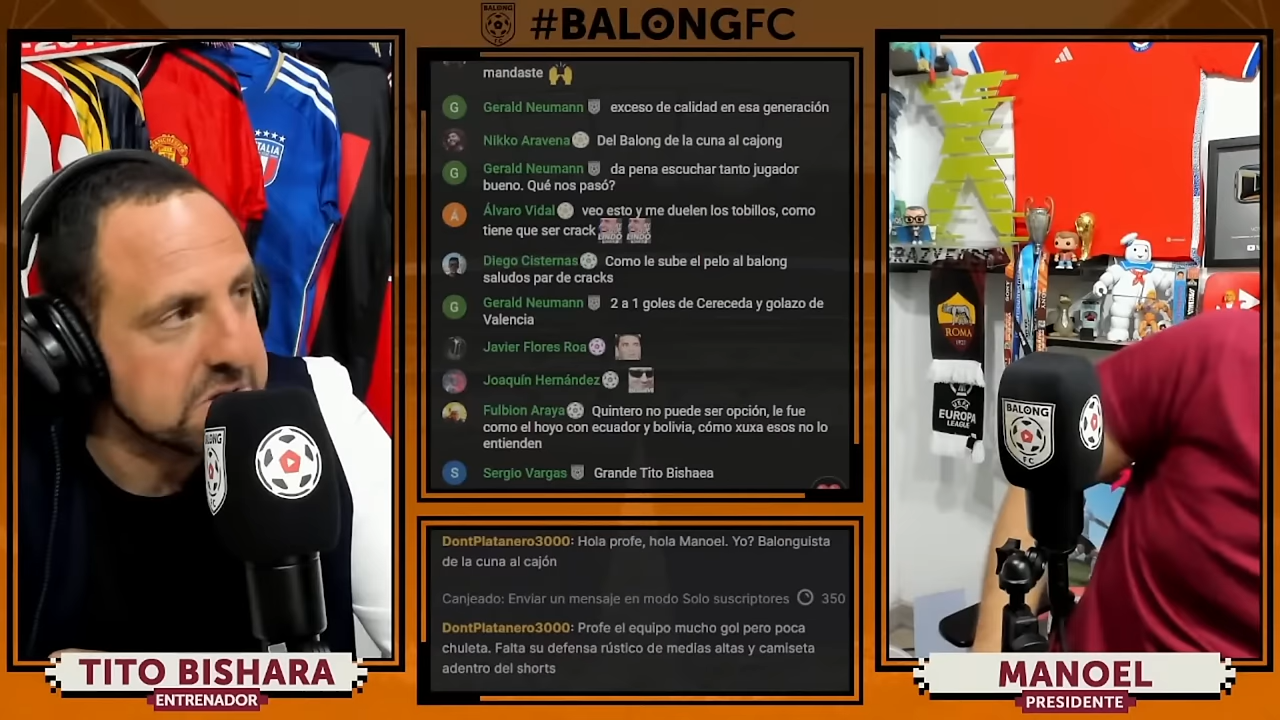 #BALONGFC
mandaste
G Gerald Neumann exceso de calidad en esa generación
Nikko Aravena Del Balong de la cuna al cajong
G Gerald Neumann da pena escuchar tanto jugador
bueno. Qué nos pasó?
Á Álvaro Vidal veo esto y me duelen los tobillos, como
tiene que ser crack
Diego Cisternas Como le sube el pelo al balong
saludos par de cracks
G Gerald Neumann 2 a 1 goles de Cereceda y golazo de
Valencia
Javier Flores Roa
Joaquín Hernández
Fulbion Araya Quintero no puede ser opción, le fue
como el hoyo con ecuador y bolivia, cómo xuxa esos no lo
entienden
S Sergio Vargas Grande Tito Bishaea
DontPlatanero3000: Hola profe, hola Manoel. Yo? Balonguista
de la cuna al cajón
Canjeado: Enviar un mensaje en modo Solo suscriptores 350
DontPlatanero3000: Profe el equipo mucho gol pero poca
chuleta. Falta su defensa rústico de medias altas y camiseta
adentro del shorts
ITALIA
ROMA
UEFA
EUROPA
LEAGUE
BALONG
FC
TITO BISHARA
ENTRENADOR
MANOEL
PRESIDENTE